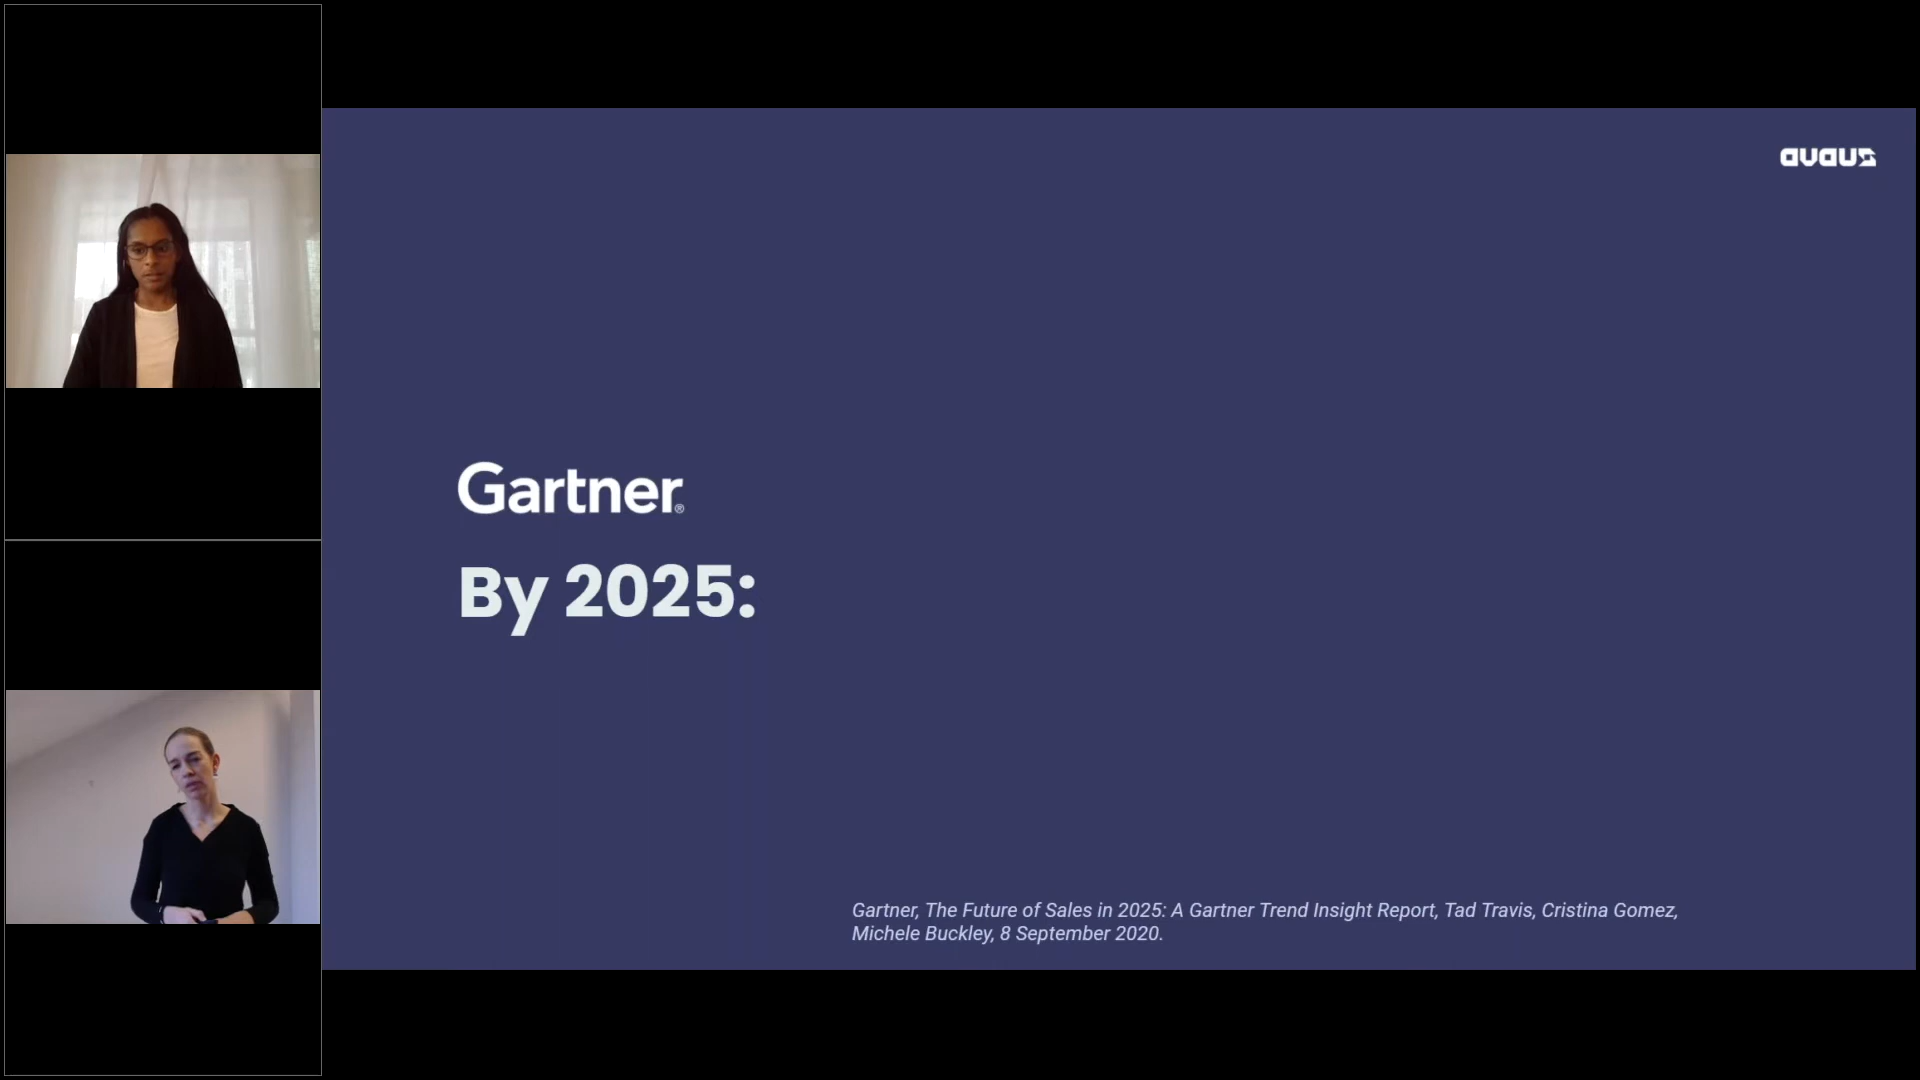 avaus
Gartner®
By 2025:
Gartner, The Future of Sales in 2025: A Gartner Trend Insight Report, Tad Travis, Cristina Gomez,
Michele Buckley, 8 September 2020.